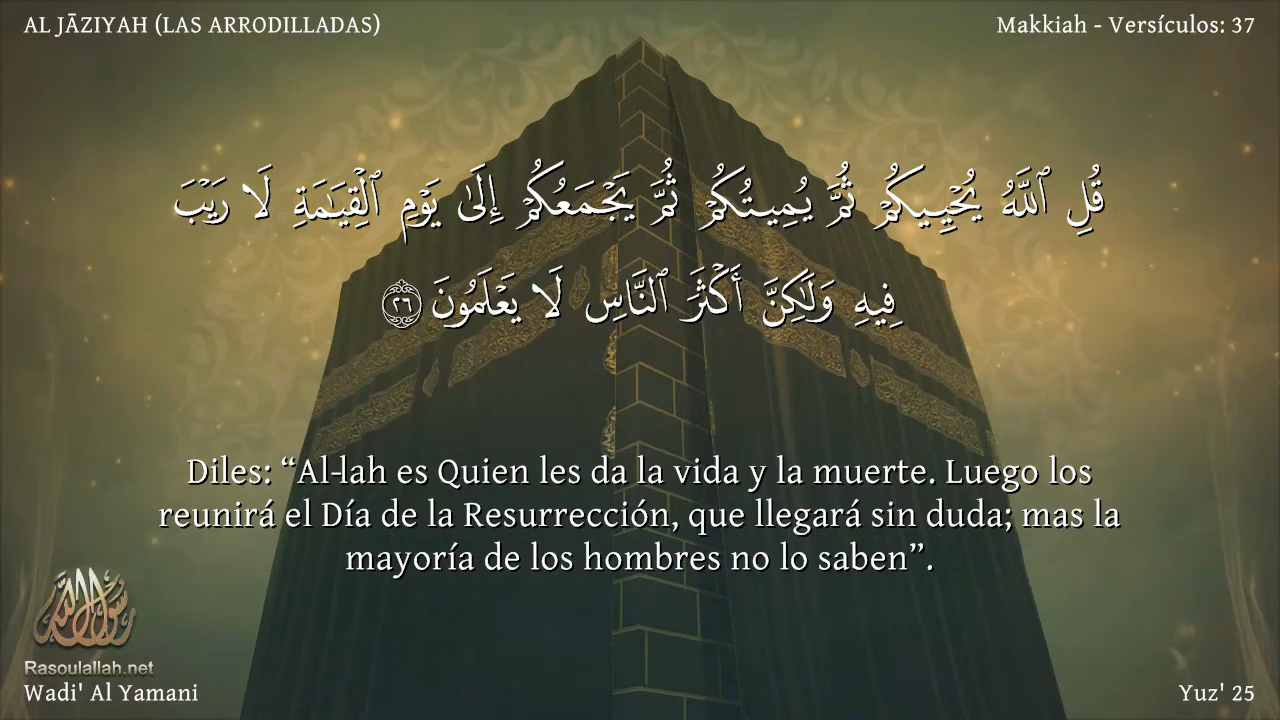 AL JĀZIYAH (LAS ARRODILLADAS)
Makkiah - Versículos: 37
قُلِ ٱللَّهُ يُحْيِيكُمْ ثُمَّ يُمِيتُكُمْ ثُمَّ يَجْمَعُكُمْ إِلَىٰ يَوْمِ ٱلْقِيَـٰمَةِ لَا رَيْبَ
فِيهِ وَلَـٰكِنَّ أَكْثَرَ ٱلنَّاسِ لَا يَعْلَمُونَ ٢٦
Diles: “Al-lah es Quien les da la vida y la muerte. Luego los
reunirá el Día de la Resurrección, que llegará sin duda; mas la
mayoría de los hombres no lo saben”.
رسول الله
Rasoulallah.net
Wadi' Al Yamani
Yuz' 25